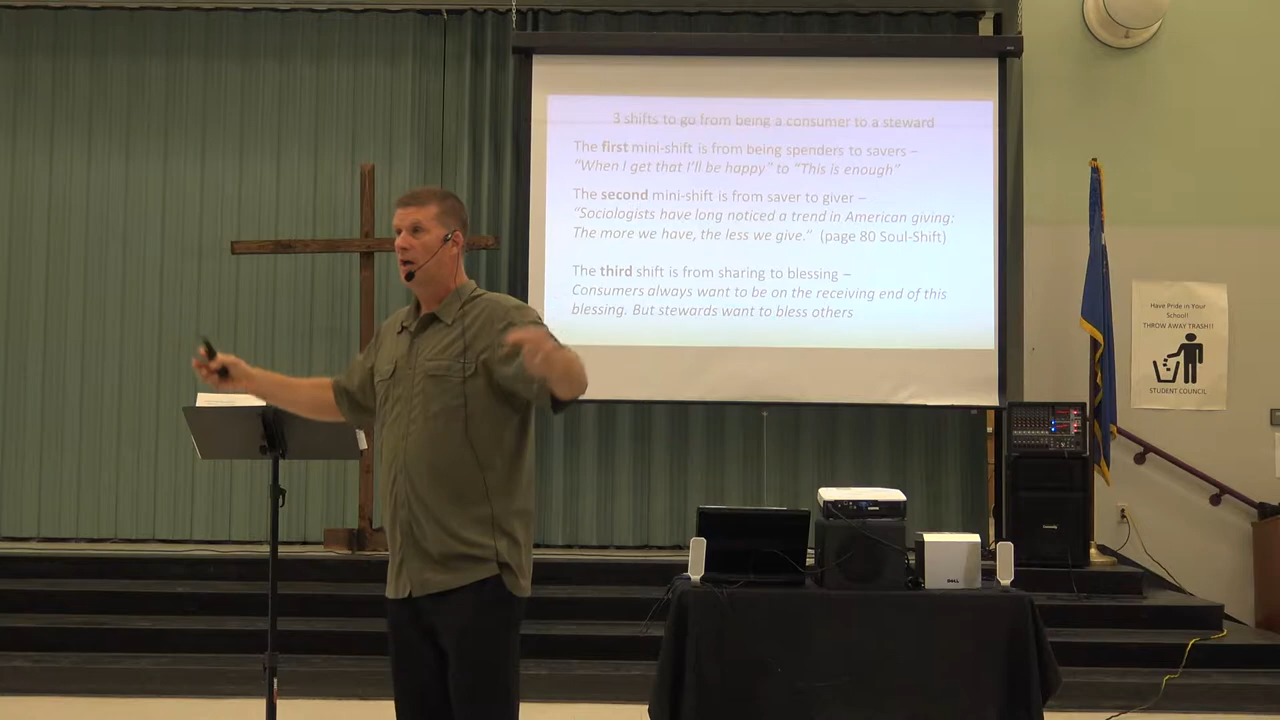 3 shifts to go from being a consumer to a steward
The first mini-shift is from being spenders to savers –
“When I get that I’ll be happy” to “This is enough”
The second mini-shift is from saver to giver –
“Sociologists have long noticed a trend in American giving:
The more we have, the less we give.” (page 80 Soul-Shift)
The third shift is from sharing to blessing –
Consumers always want to be on the receiving end of this
blessing. But stewards want to bless others
Have Pride in Your
School!
THROW AWAY TRASH!!
STUDENT COUNCIL
DELL